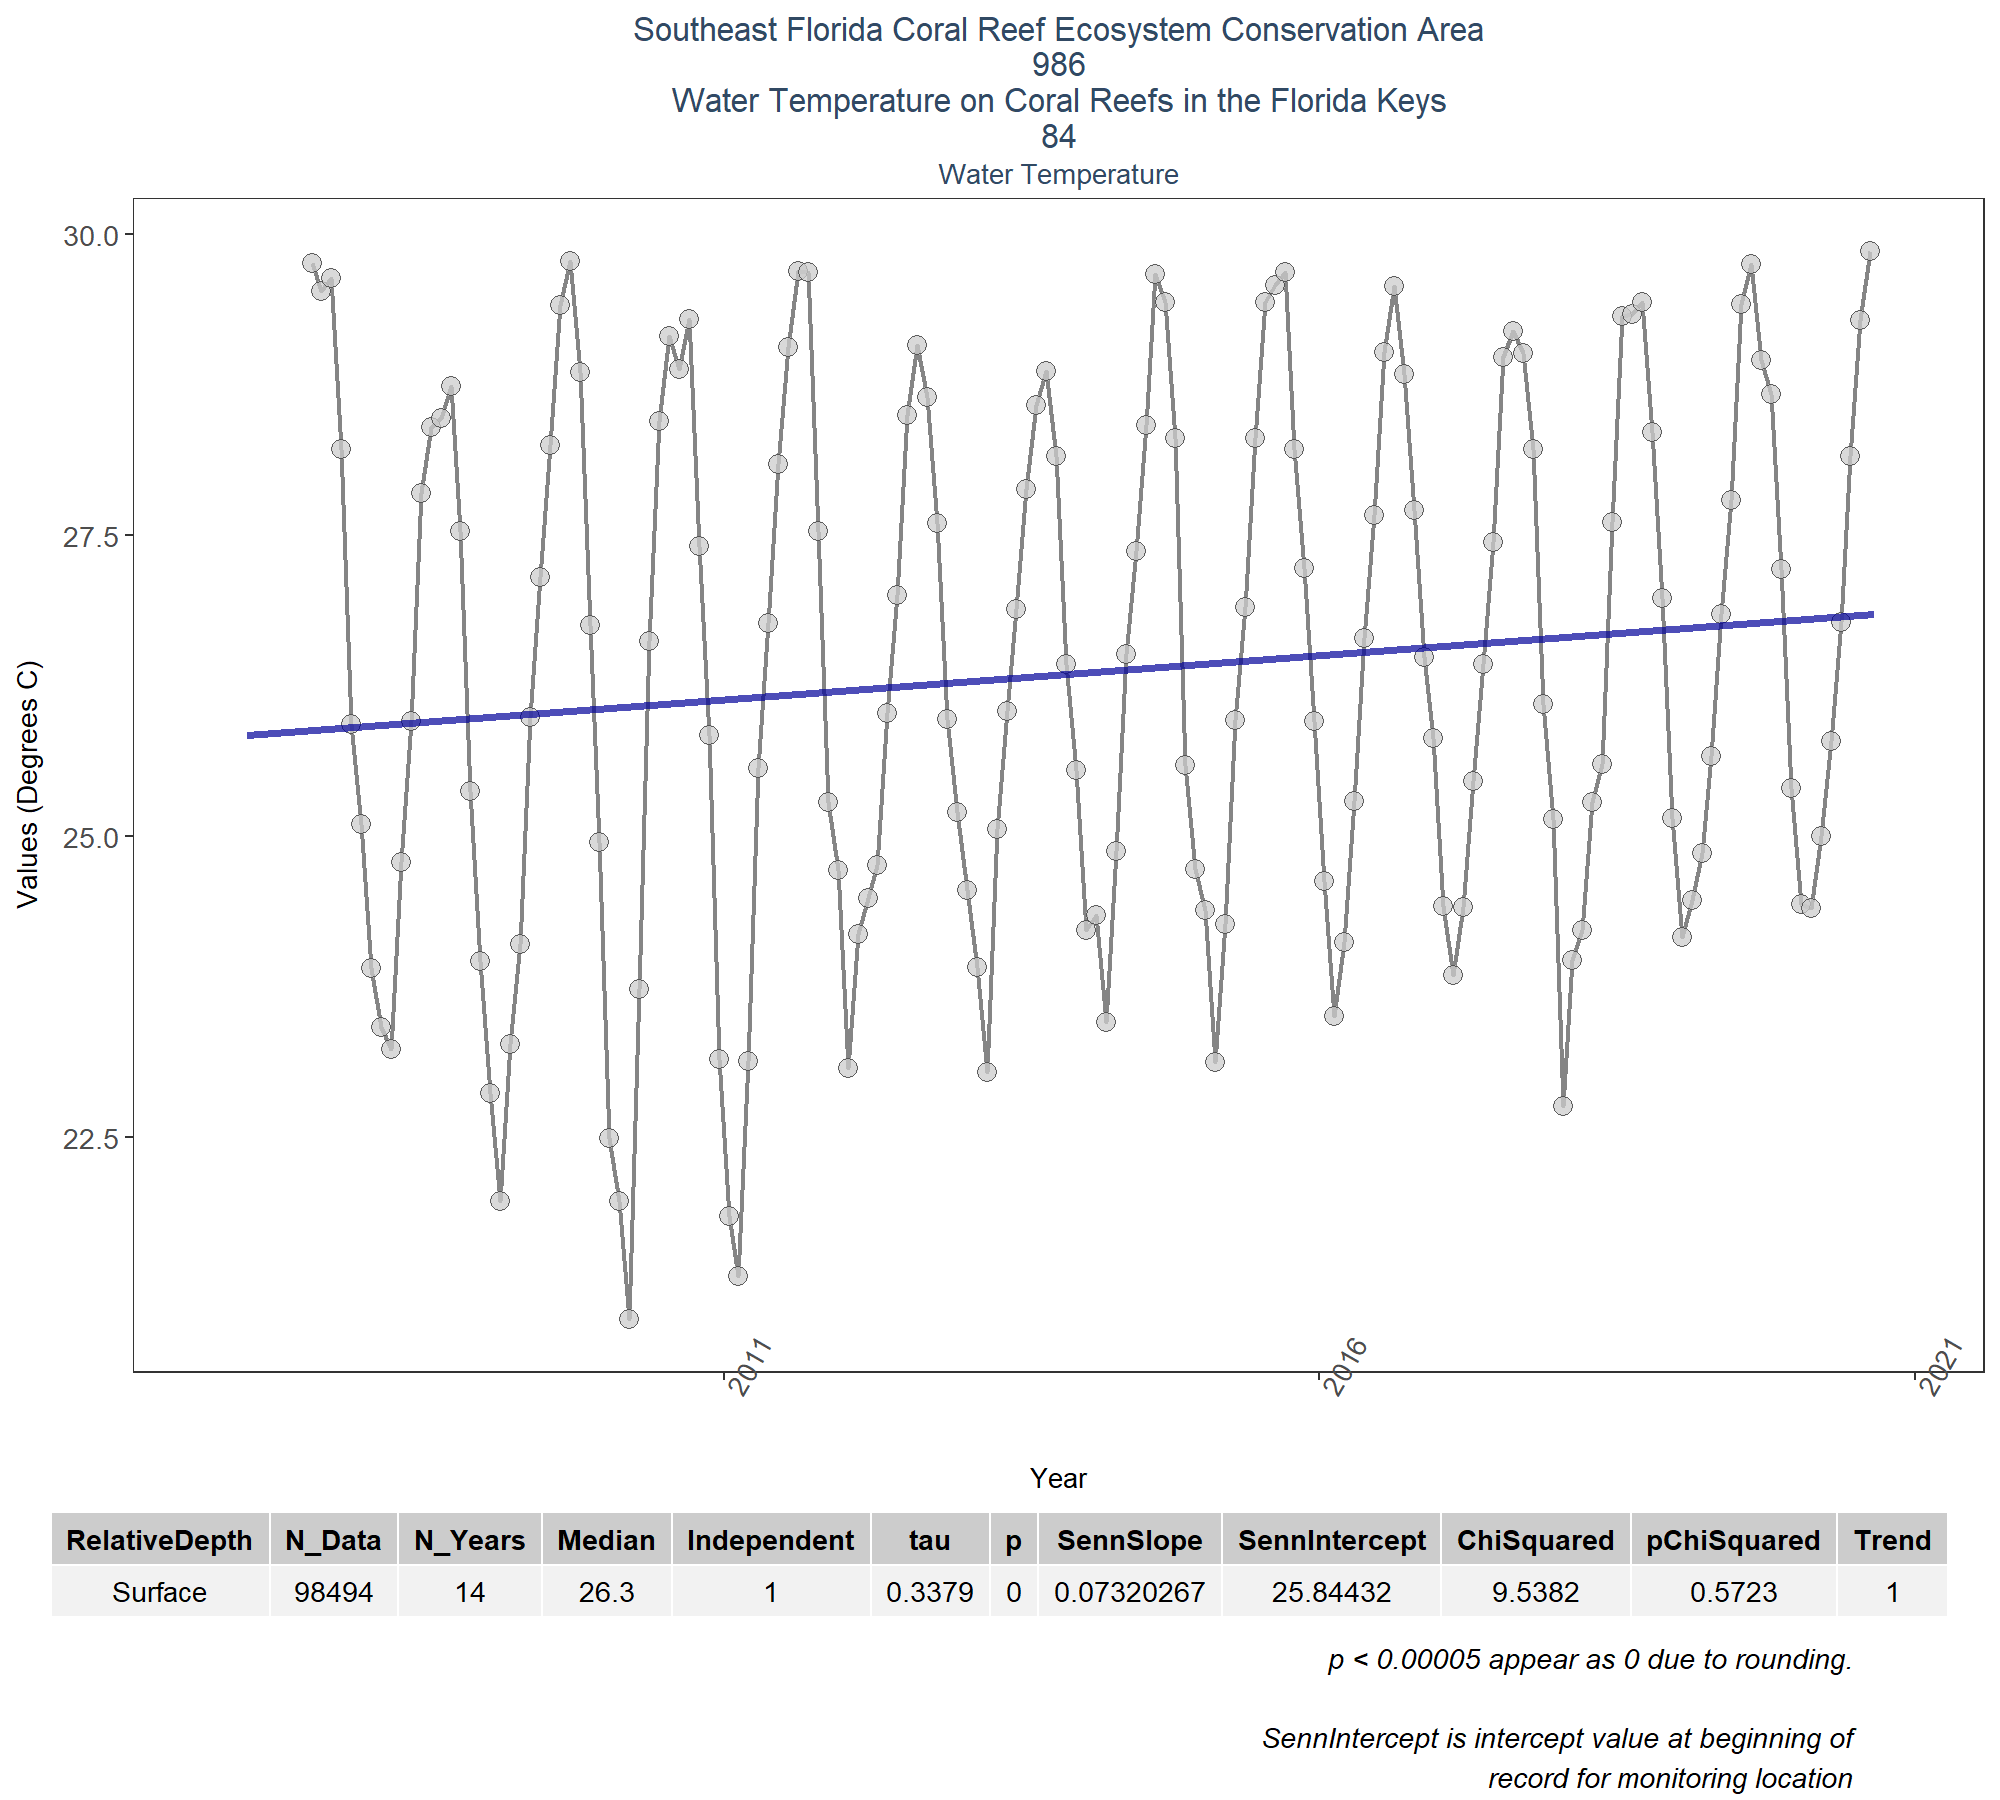 Southeast Florida Coral Reef Ecosystem Conservation Area
986
Water Temperature on Coral Reefs in the Florida Keys
84
Water Temperature
30.0
27.5
25.0
22.5
Values (Degrees C)
2011
2016
2021
Year
RelativeDepth N_Data N_Years Median Independent tau p SennSlope SennIntercept ChiSquared pChiSquared Trend
Surface 98494 14 26.3 1 0.3379 0 0.07320267 25.84432 9.5382 0.5723 1
p < 0.00005 appear as 0 due to rounding.
SennIntercept is intercept value at beginning of
record for monitoring location